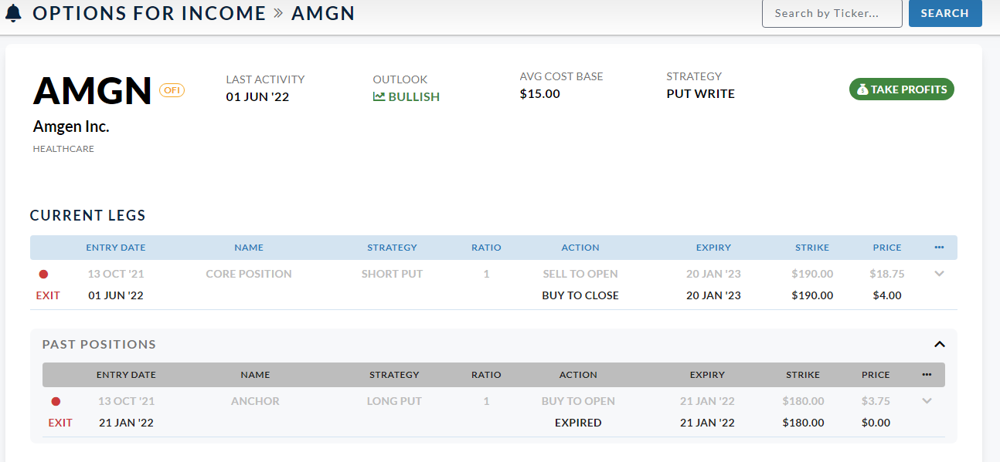 OPTIONS FOR INCOME » AMGN
Search by Ticker...
SEARCH
AMGN OFI
Amgen Inc.
HEALTHCARE
LAST ACTIVITY
01 JUN '22
OUTLOOK
BULLISH
AVG COST BASE
$15.00
STRATEGY
PUT WRITE
TAKE PROFITS
CURRENT LEGS
ENTRY DATE NAME STRATEGY RATIO ACTION EXPIRY STRIKE PRICE ...
13 OCT '21 CORE POSITION SHORT PUT 1 SELL TO OPEN 20 JAN '23 $190.00 $18.75
EXIT 01 JUN '22 BUY TO CLOSE 20 JAN '23 $190.00 $4.00
PAST POSITIONS
ENTRY DATE NAME STRATEGY RATIO ACTION EXPIRY STRIKE PRICE ...
13 OCT '21 ANCHOR LONG PUT 1 BUY TO OPEN 21 JAN '22 $180.00 $3.75
EXIT 21 JAN '22 EXPIRED 21 JAN '22 $180.00 $0.00